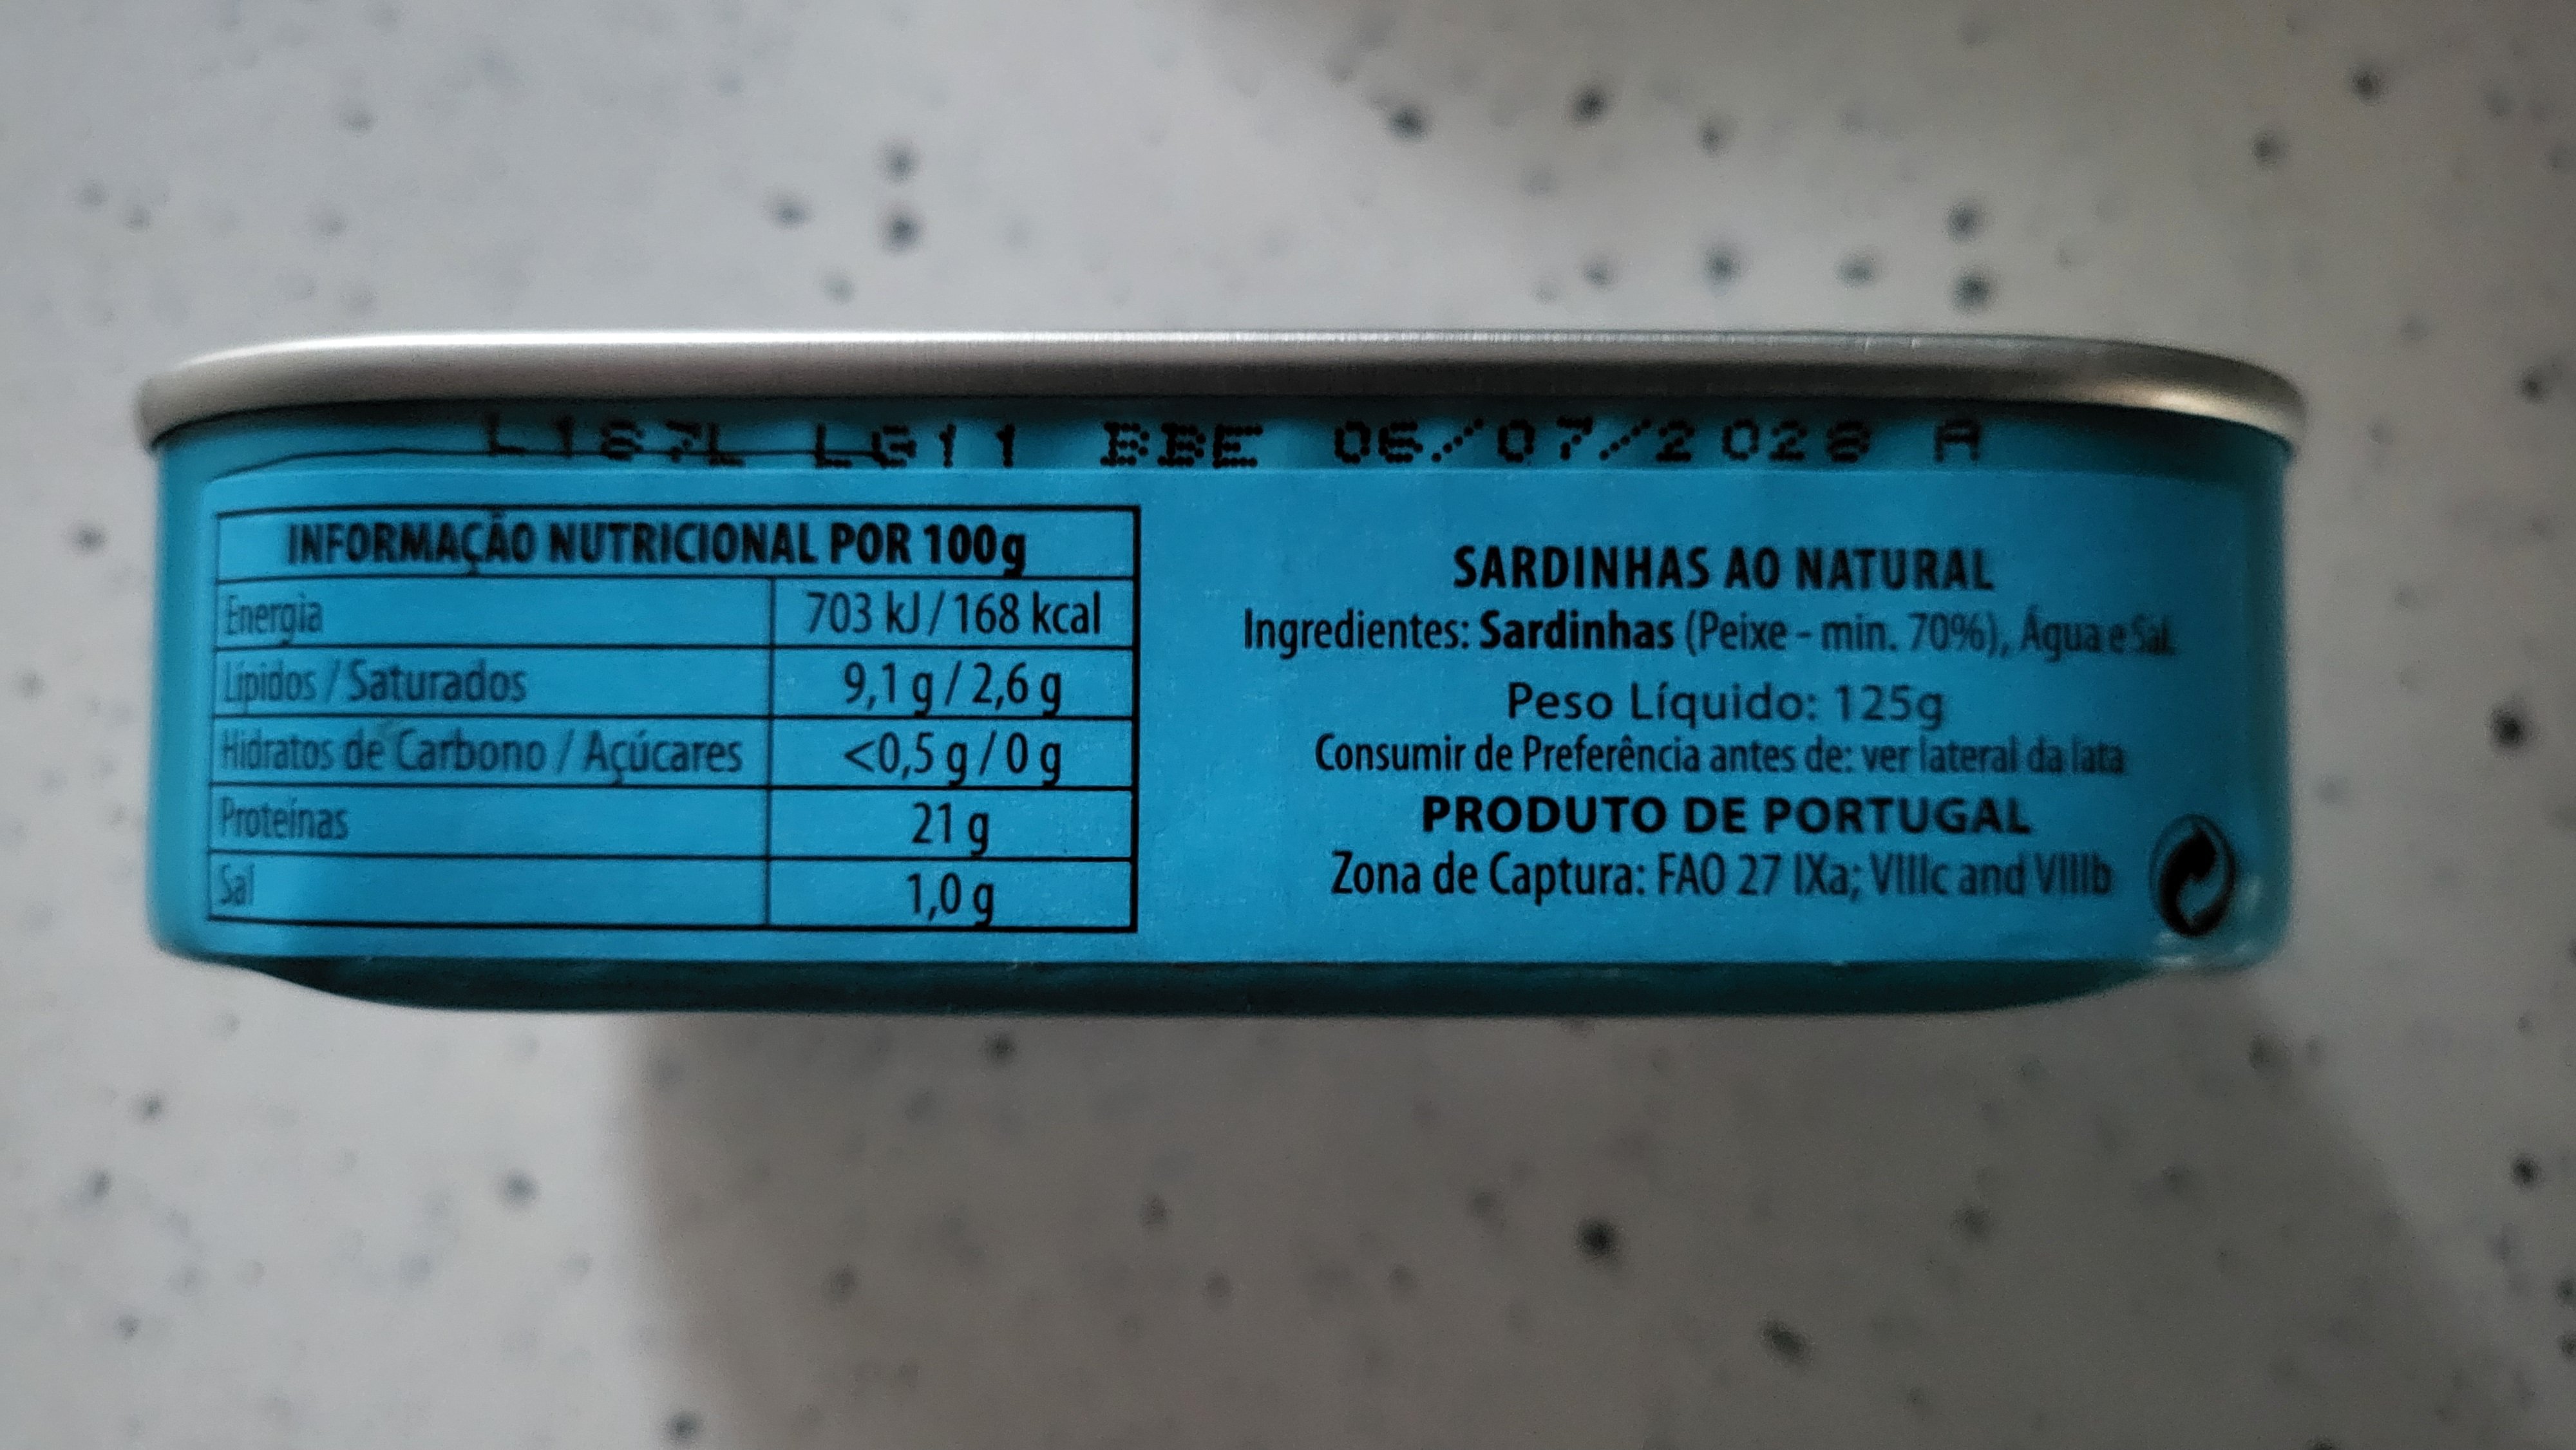 L187L LG11 BBE 06/07/2028 A
INFORMAÇÃO NUTRICIONAL POR 100g
Energia 703 kJ / 168 kcal
Lípidos / Saturados 9,1 g / 2,6 g
Hidratos de Carbono / Açúcares <0,5 g / 0 g
Proteínas 21 g
Sal 1,0 g
SARDINHAS AO NATURAL
Ingredientes: Sardinhas (Peixe - min. 70%), Água e Sal.
Peso Líquido: 125g
Consumir de Preferência antes de: ver lateral da lata
PRODUTO DE PORTUGAL
Zona de Captura: FAO 27 IXa; VIIIc and VIIIb